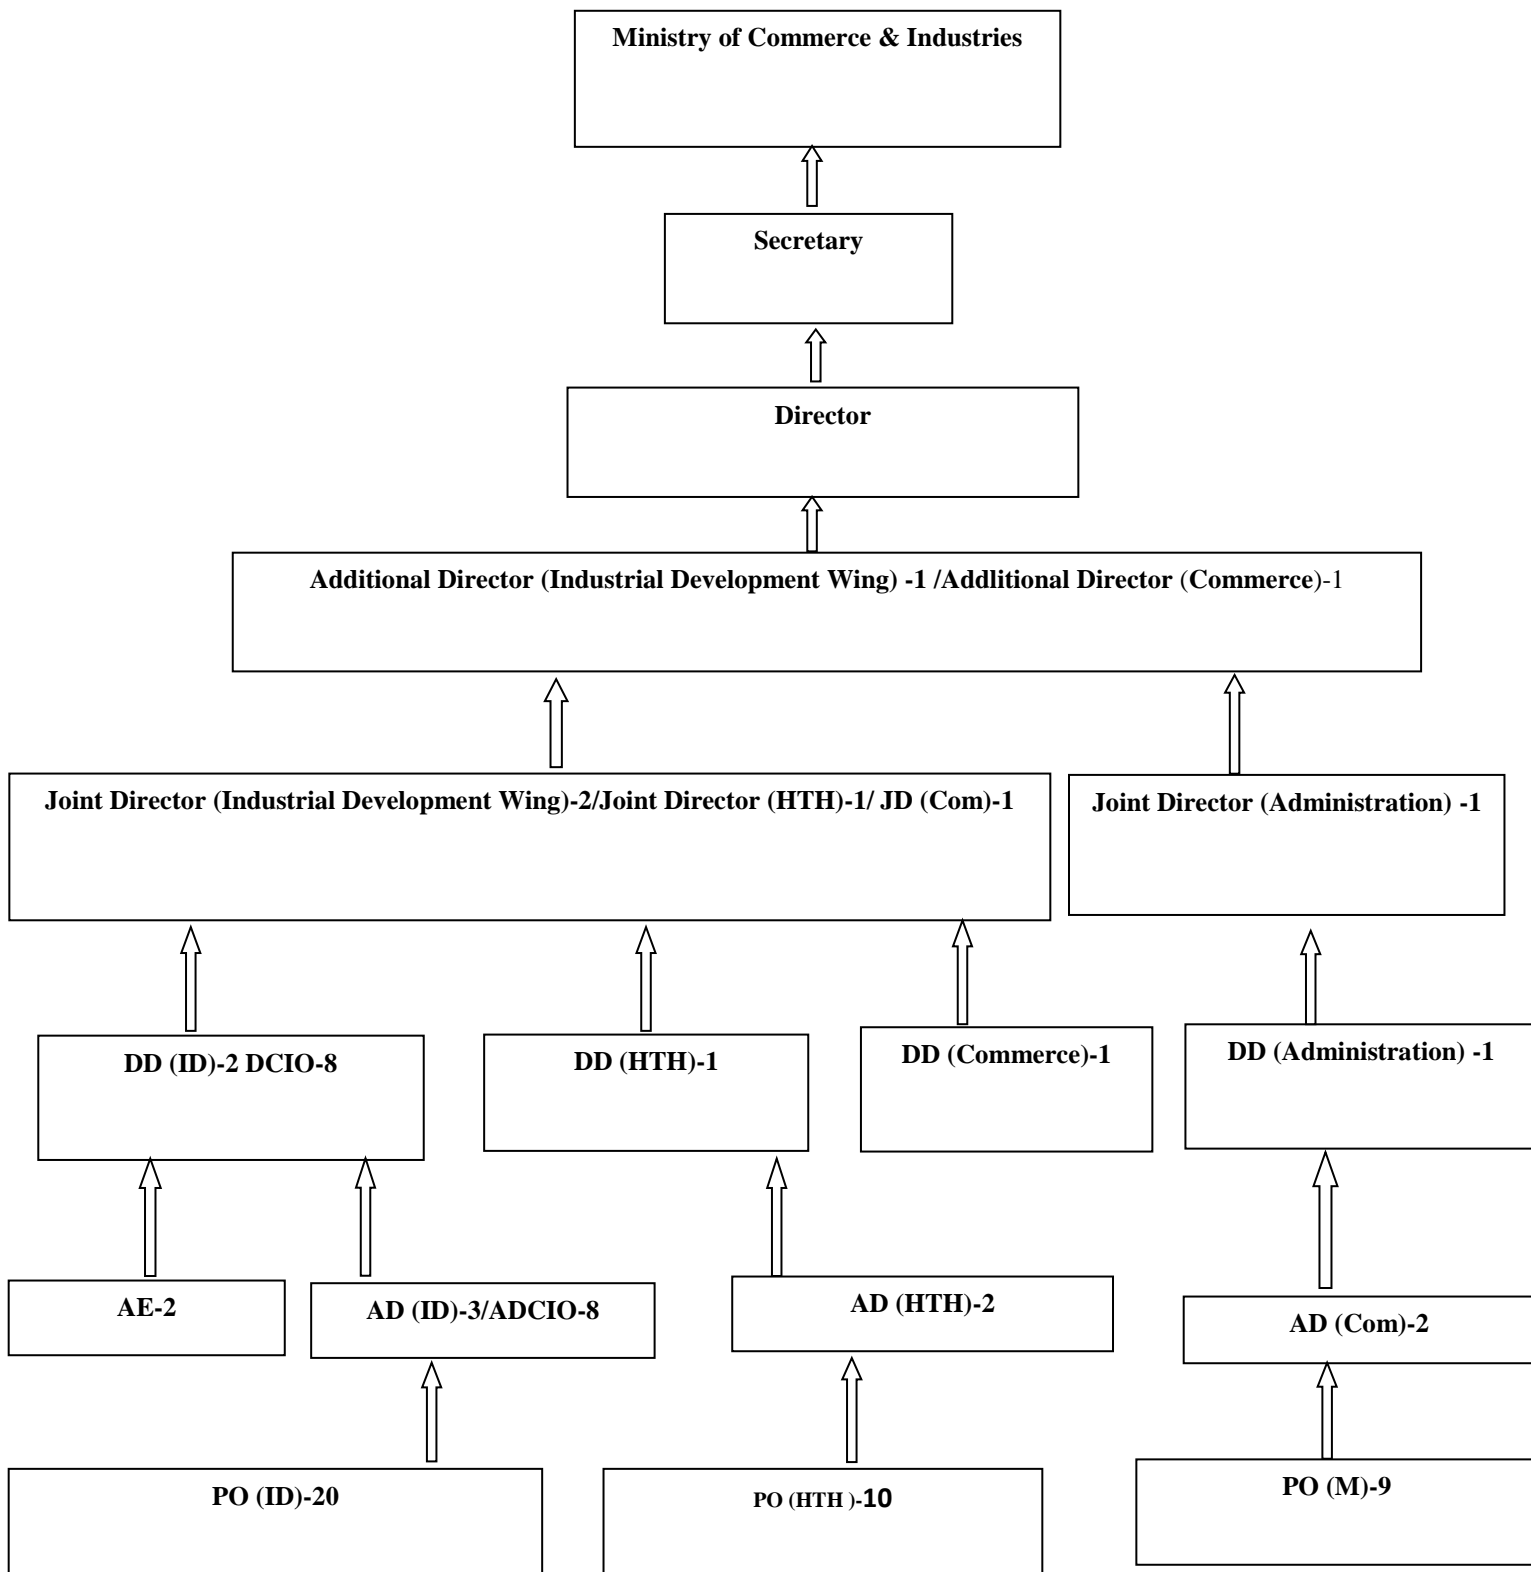 Ministry of Commerce & Industries
Secretary
Director
Additional Director (Industrial Development Wing) -1 /Addlitional Director (Commerce)-1
Joint Director (Industrial Development Wing)-2/Joint Director (HTH)-1/ JD (Com)-1
Joint Director (Administration) -1
DD (ID)-2 DCIO-8
DD (HTH)-1
DD (Commerce)-1
DD (Administration) -1
AE-2
AD (ID)-3/ADCIO-8
AD (HTH)-2
AD (Com)-2
PO (ID)-20
PO (HTH )-10
PO (M)-9